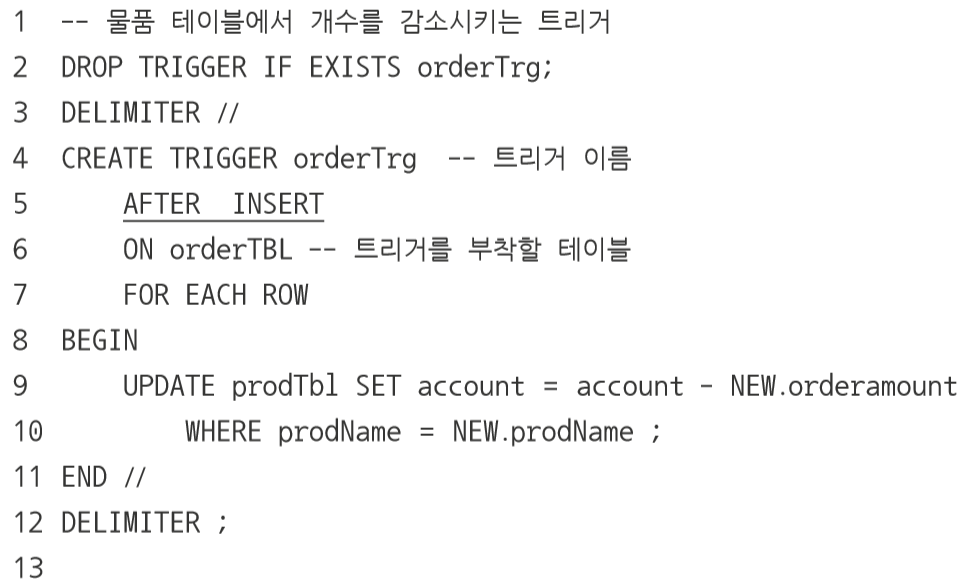 1 -- 물품 테이블에서 개수를 감소시키는 트리거
2 DROP TRIGGER IF EXISTS orderTrg;
3 DELIMITER //
4 CREATE TRIGGER orderTrg  -- 트리거 이름
5     AFTER  INSERT
6     ON orderTBL -- 트리거를 부착할 테이블
7     FOR EACH ROW
8 BEGIN
9     UPDATE prodTbl SET account = account - NEW.orderamount
10         WHERE prodName = NEW.prodName ;
11 END //
12 DELIMITER ;
13